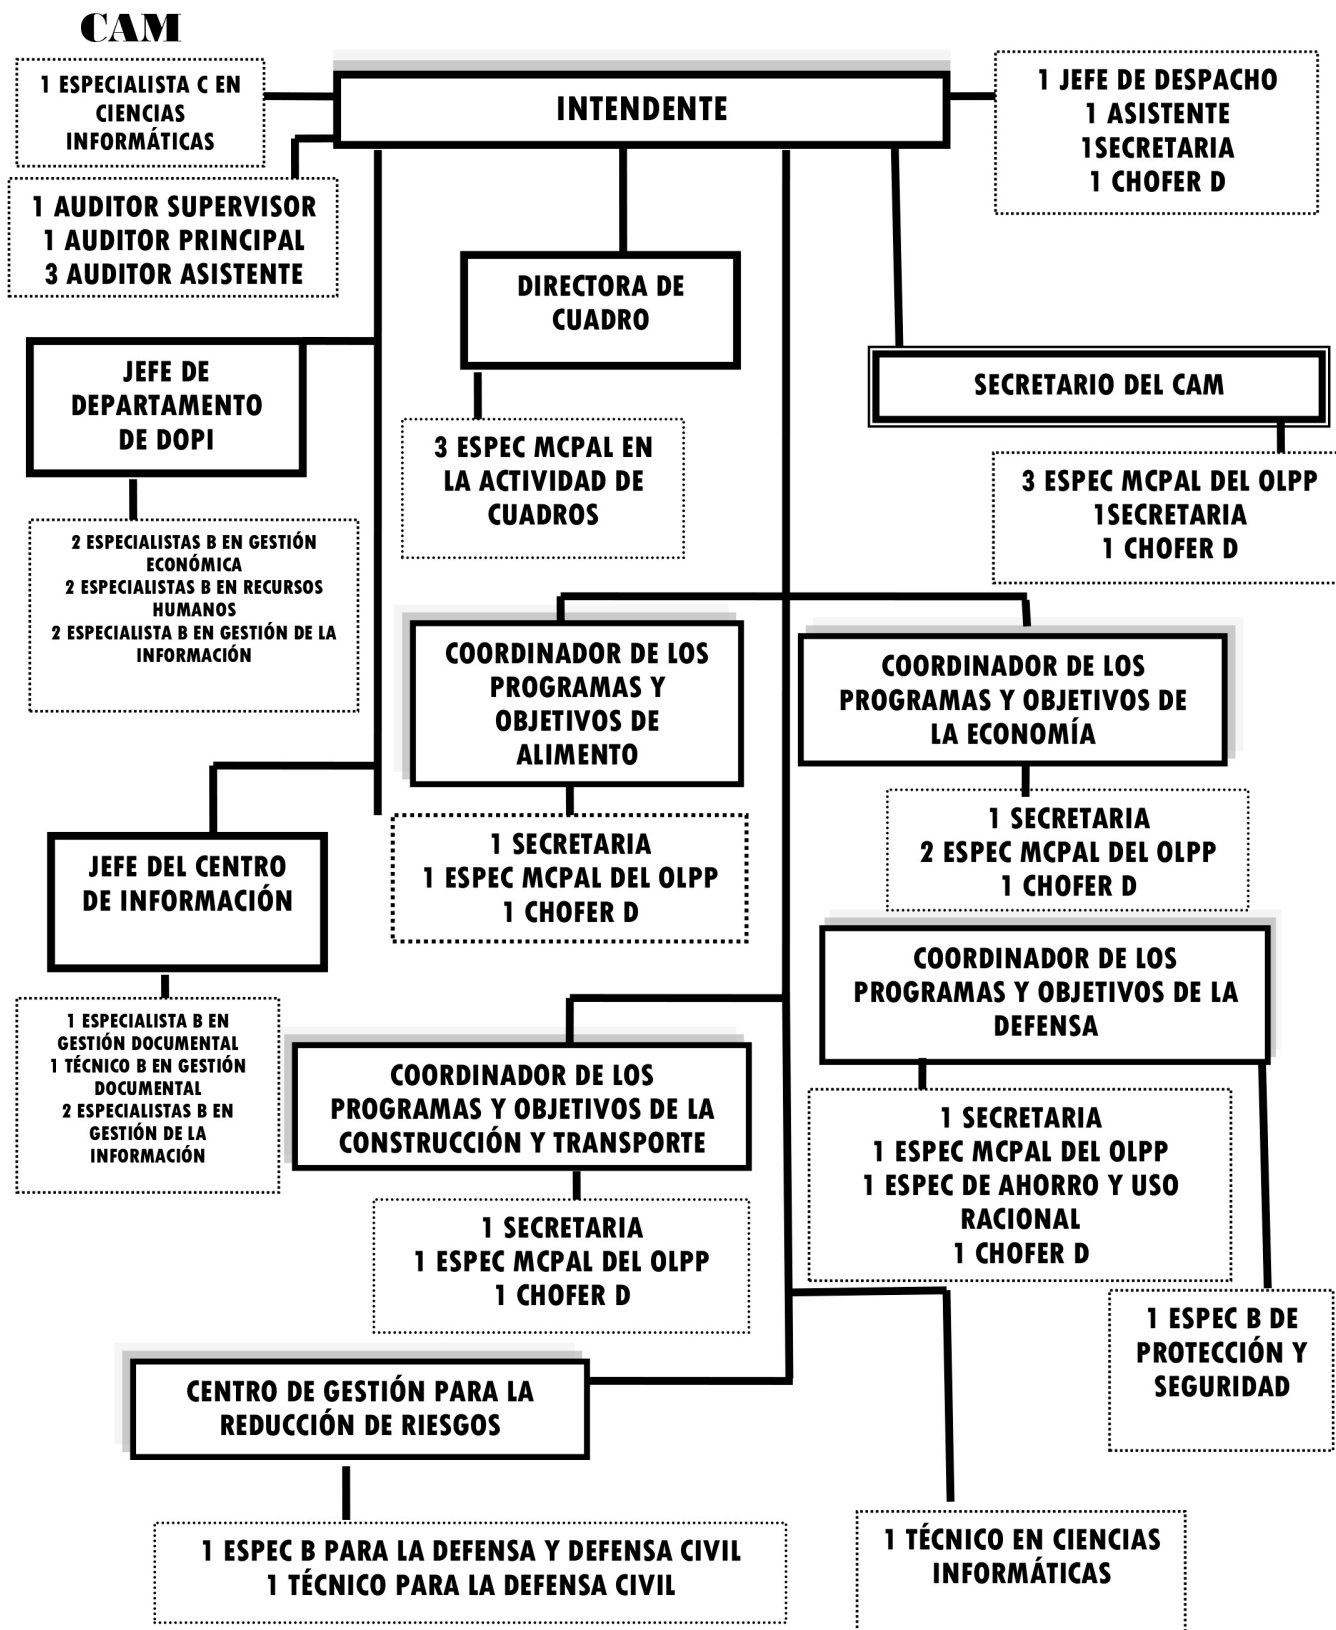 CAM
1 ESPECIALISTA C EN
CIENCIAS
INFORMÁTICAS
INTENDENTE
1 JEFE DE DESPACHO
1 ASISTENTE
1SECRETARIA
1 CHOFER D
1 AUDITOR SUPERVISOR
1 AUDITOR PRINCIPAL
3 AUDITOR ASISTENTE
DIRECTORA DE
CUADRO
JEFE DE
DEPARTAMENTO
DE DOPI
SECRETARIO DEL CAM
3 ESPEC MCPAL EN
LA ACTIVIDAD DE
CUADROS
3 ESPEC MCPAL DEL OLPP
1SECRETARIA
1 CHOFER D
2 ESPECIALISTAS B EN GESTIÓN
ECONÓMICA
2 ESPECIALISTAS B EN RECURSOS
HUMANOS
2 ESPECIALISTA B EN GESTIÓN DE LA
INFORMACIÓN
COORDINADOR DE LOS
PROGRAMAS Y
OBJETIVOS DE
ALIMENTO
COORDINADOR DE LOS
PROGRAMAS Y OBJETIVOS DE
LA ECONOMÍA
1 SECRETARIA
1 ESPEC MCPAL DEL OLPP
1 CHOFER D
1 SECRETARIA
2 ESPEC MCPAL DEL OLPP
1 CHOFER D
JEFE DEL CENTRO
DE INFORMACIÓN
COORDINADOR DE LOS
PROGRAMAS Y OBJETIVOS DE LA
DEFENSA
1 ESPECIALISTA B EN
GESTIÓN DOCUMENTAL
1 TÉCNICO B EN GESTIÓN
DOCUMENTAL
2 ESPECIALISTAS B EN
GESTIÓN DE LA
INFORMACIÓN
COORDINADOR DE LOS
PROGRAMAS Y OBJETIVOS DE LA
CONSTRUCCIÓN Y TRANSPORTE
1 SECRETARIA
1 ESPEC MCPAL DEL OLPP
1 ESPEC DE AHORRO Y USO
RACIONAL
1 CHOFER D
1 SECRETARIA
1 ESPEC MCPAL DEL OLPP
1 CHOFER D
1 ESPEC B DE
PROTECCIÓN Y
SEGURIDAD
CENTRO DE GESTIÓN PARA LA
REDUCCIÓN DE RIESGOS
1 ESPEC B PARA LA DEFENSA Y DEFENSA CIVIL
1 TÉCNICO PARA LA DEFENSA CIVIL
1 TÉCNICO EN CIENCIAS
INFORMÁTICAS